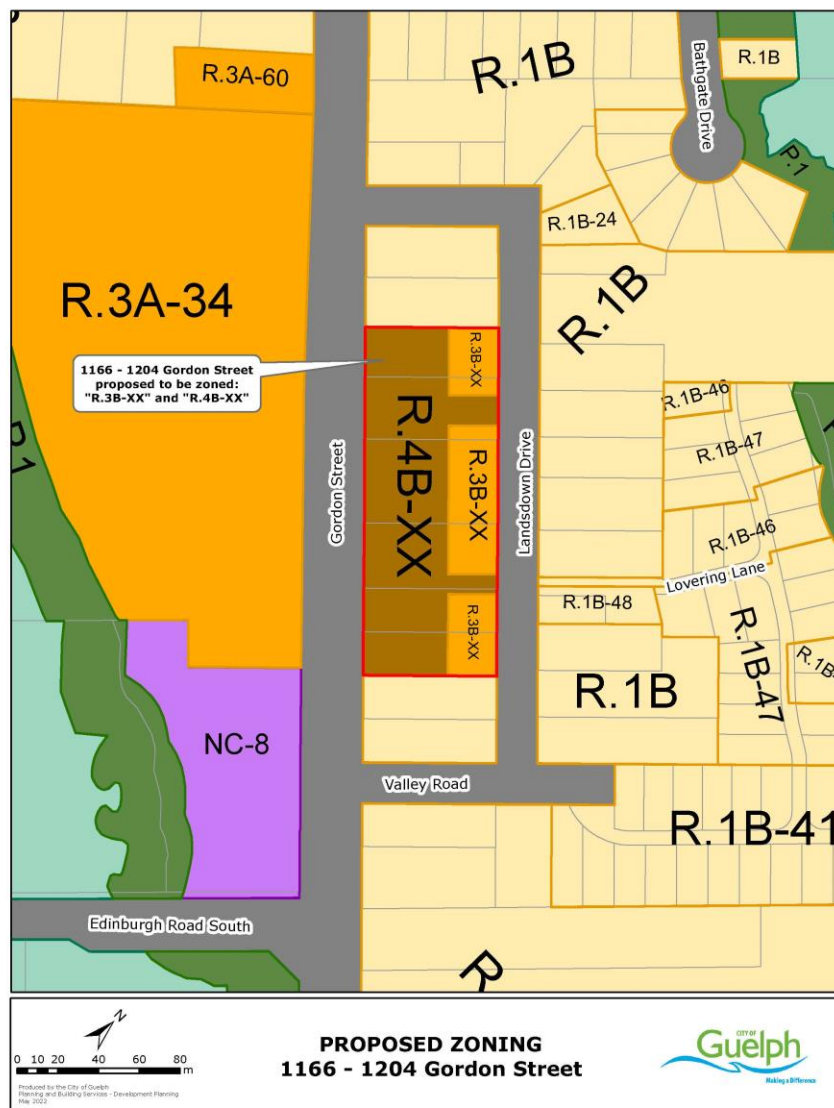 R.3A-60
R.1B
Bathgate Drive
R.1B
P.1
R.1B-24
R.3A-34
R.1B
1166 - 1204 Gordon Street
proposed to be zoned:
"R.3B-XX" and "R.4B-XX"
R.3B-XX
R.1B-46
P.1
R.4B-XX
R.1B-47
Gordon Street
R.3B-XX
Landsdown Drive
R.1B-46
Lovering Lane
R.1B-48
R.3B-XX
R.1B-47
R.1B
NC-8
Valley Road
R.1B-41
Edinburgh Road South
R
N
0 10 20 40 60 80
m
PROPOSED ZONING
1166 - 1204 Gordon Street
CITY OF
Guelph
Making a Difference
Produced by the City of Guelph
Planning and Building Services - Development Planning
May 2022